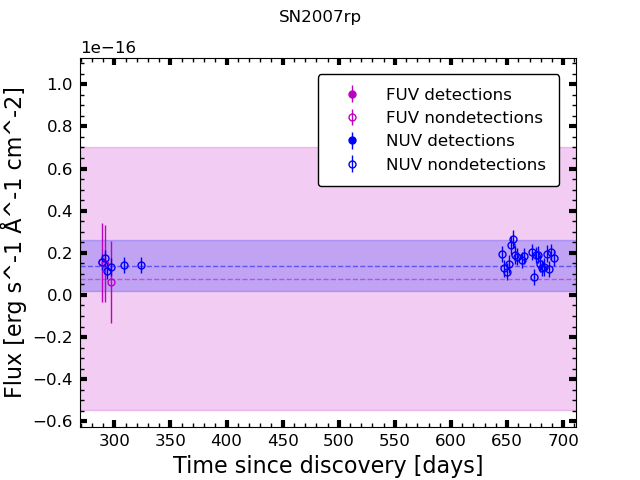 SN2007rp
1e−16
1.0
0.8
0.6
0.4
0.2
0.0
−0.2
−0.4
−0.6
Flux [erg s^-1 Å^-1 cm^-2]
FUV detections
FUV nondetections
NUV detections
NUV nondetections
300 350 400 450 500 550 600 650 700
Time since discovery [days]